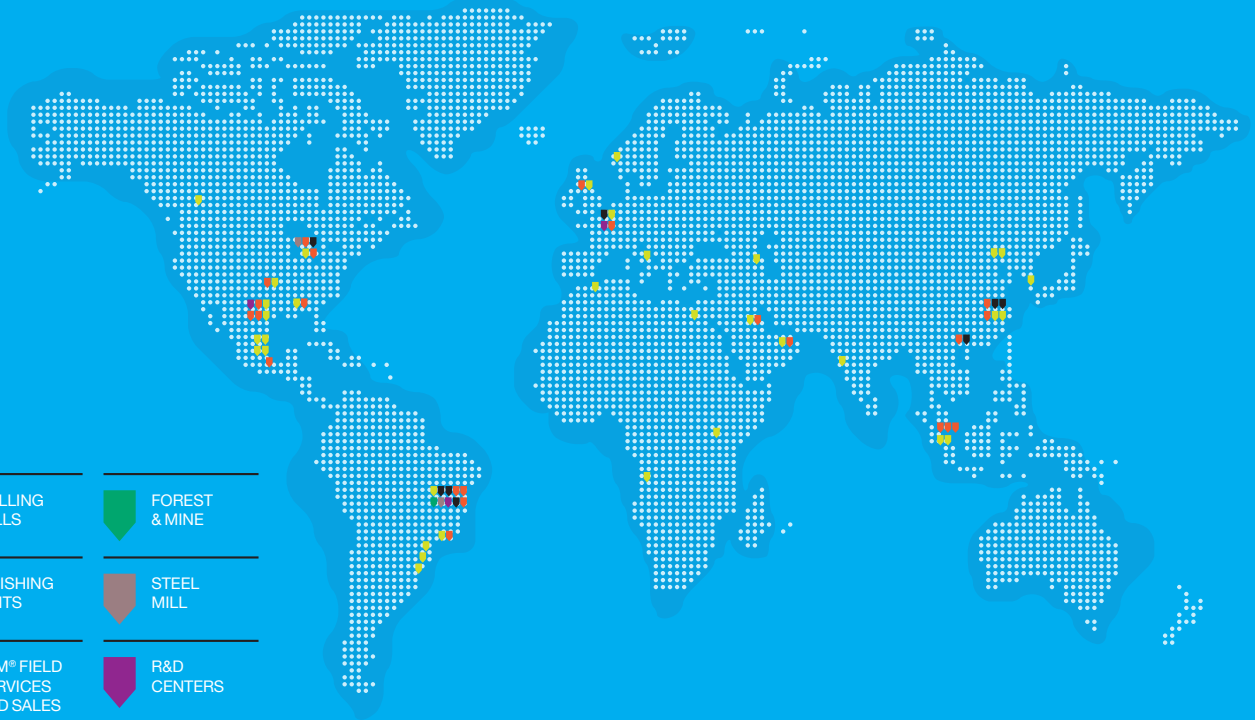 LLING
LLS
FOREST
& MINE
ISHING
ITS
STEEL
MILL
M® FIELD
RVICES
D SALES
R&D
CENTERS